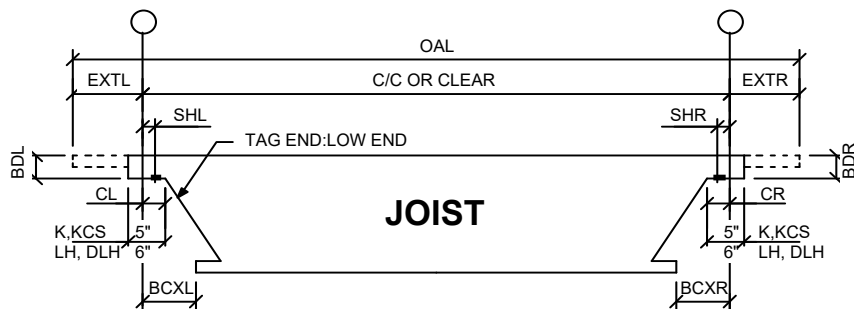 OAL
EXTL
C/C OR CLEAR
EXTR
SHL
SHR
TAG END:LOW END
BDL
BDR
CL
CR
JOIST
K,KCS 5"
LH, DLH 6"
5" K,KCS
6" LH, DLH
BCXL
BCXR